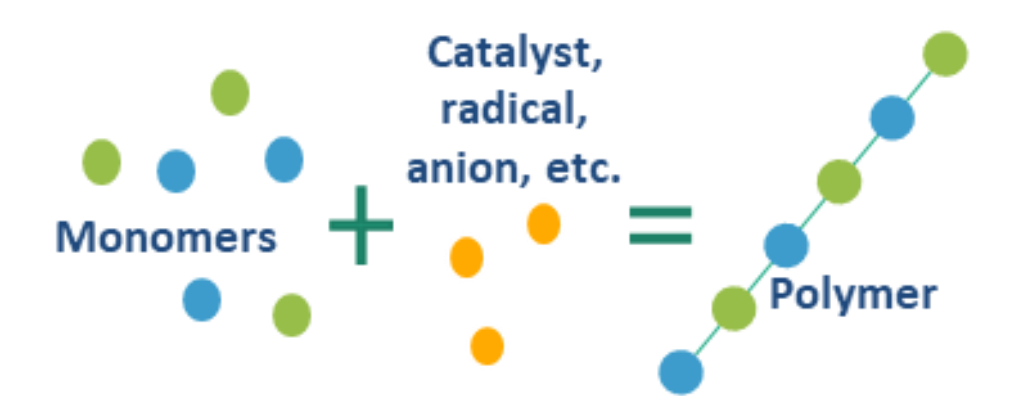 Monomers
+
Catalyst,
radical,
anion, etc.
=
Polymer